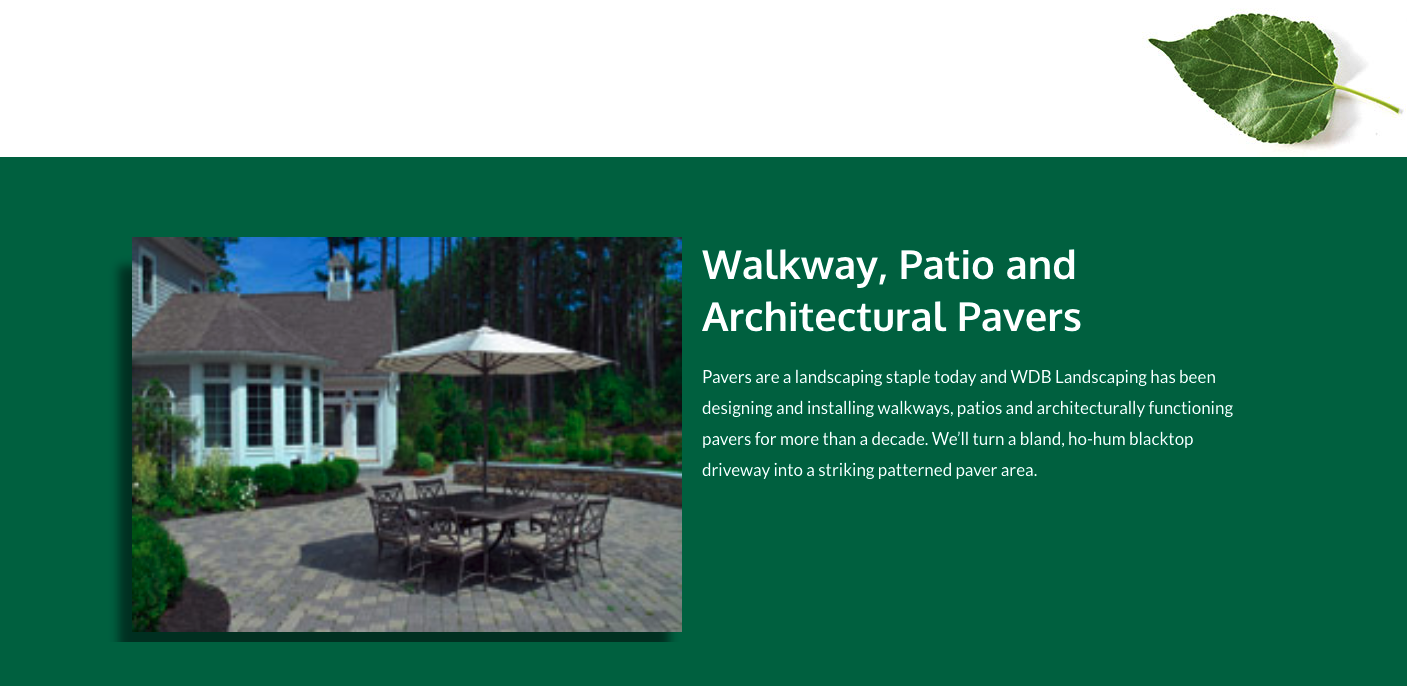 Walkway, Patio and
Architectural Pavers
Pavers are a landscaping staple today and WDB Landscaping has been
designing and installing walkways, patios and architecturally functioning
pavers for more than a decade. We’ll turn a bland, ho-hum blacktop
driveway into a striking patterned paver area.